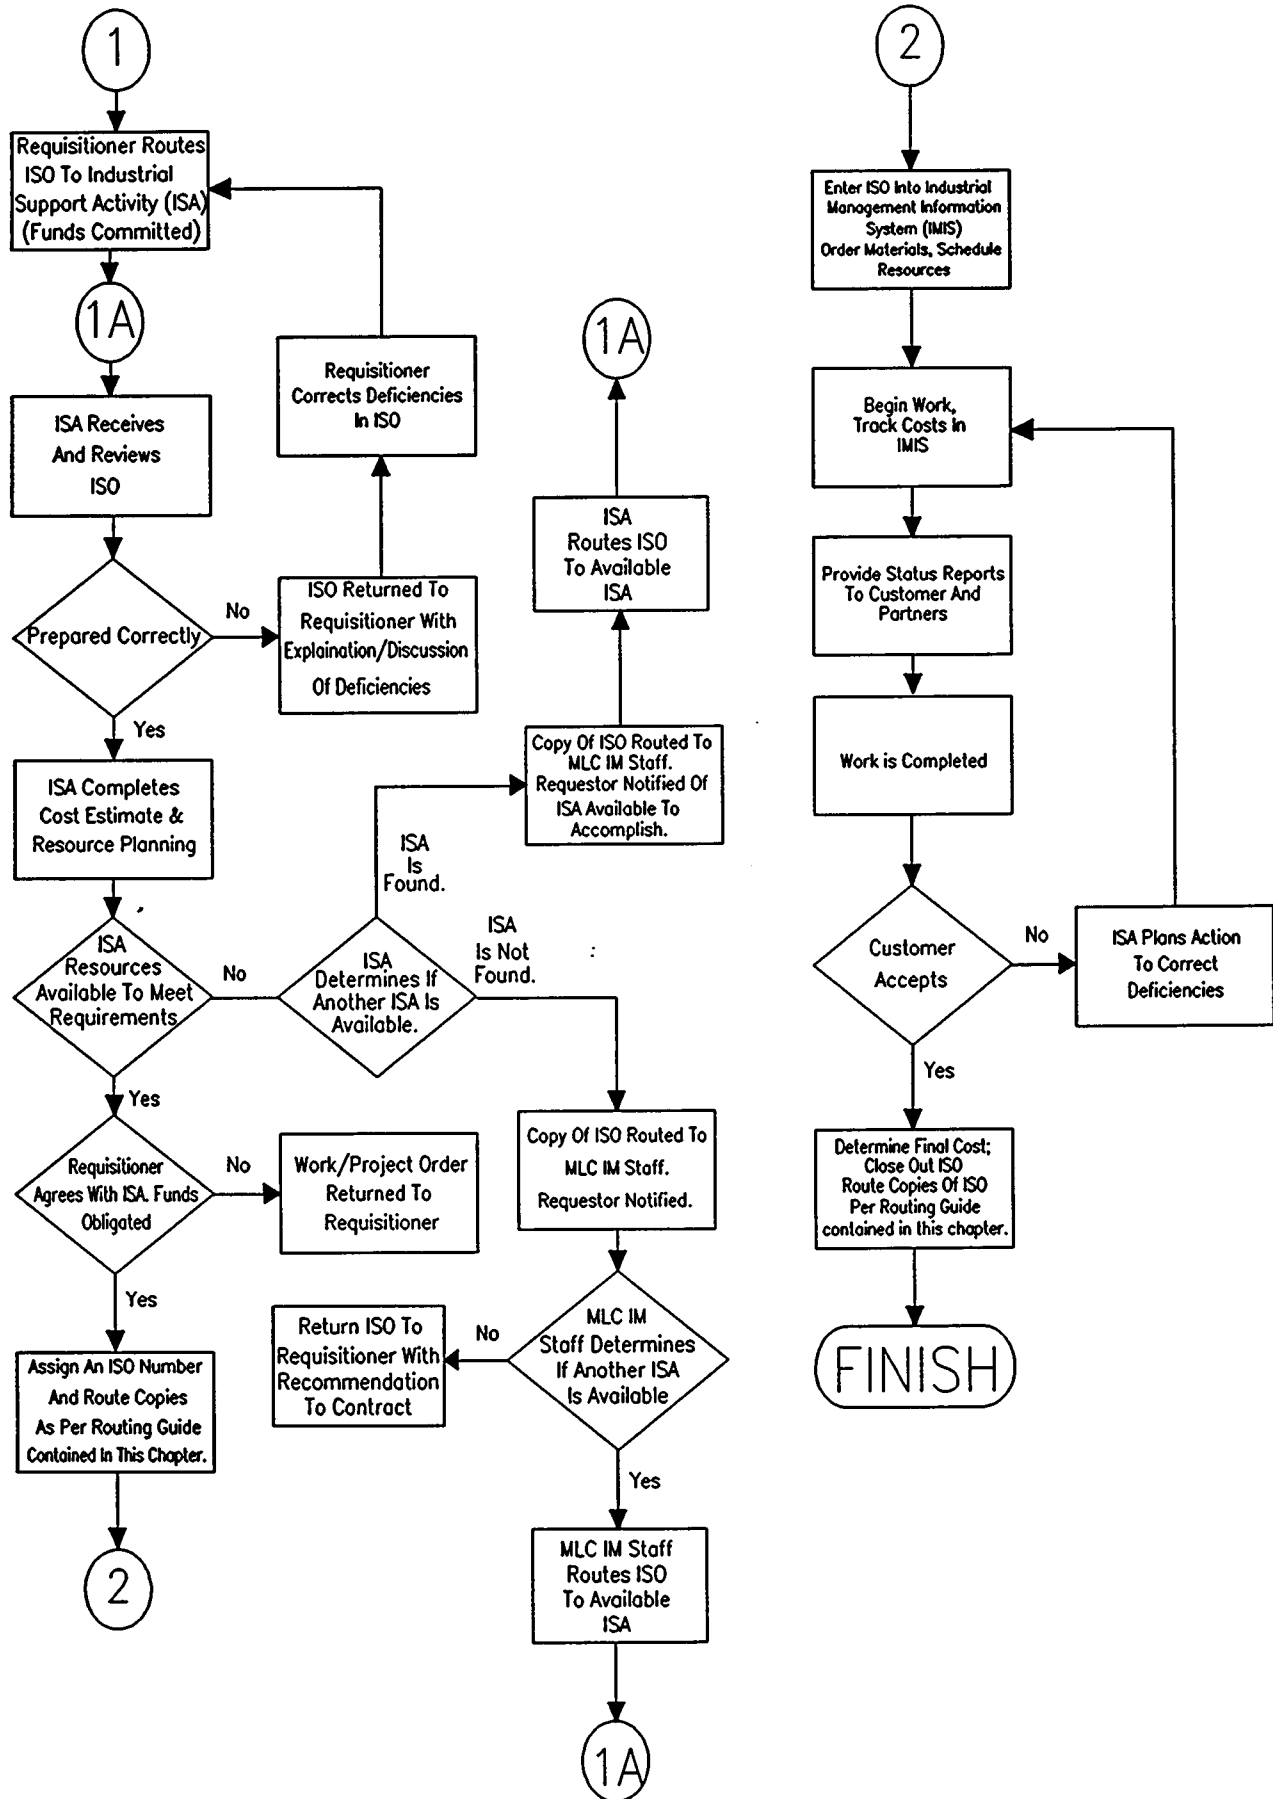 1
Requisitioner Routes
ISO To Industrial
Support Activity (ISA)
(Funds Committed)
1A
ISA Receives
And Reviews
ISO
Prepared Correctly
No
ISO Returned To
Requisitioner With
Explaination/Discussion
Of Deficiencies
Requisitioner
Corrects Deficiencies
In ISO
Yes
ISA Completes
Cost Estimate &
Resource Planning
ISA
Resources
Available To Meet
Requirements
No
ISA
Determines If
Another ISA Is
Available.
ISA
Is
Found.
Copy Of ISO Routed To
MLC IM Staff.
Requestor Notified Of
ISA Available To
Accomplish.
ISA
Routes ISO
To Available
ISA
1A
ISA
Is Not
Found.
Copy Of ISO Routed To
MLC IM Staff.
Requestor Notified.
MLC IM
Staff Determines
If Another ISA
Is Available
No
Return ISO To
Requisitioner With
Recommendation
To Contract
Yes
MLC IM Staff
Routes ISO
To Available
ISA
1A
Yes
Requisitioner
Agrees With ISA. Funds
Obligated
No
Work/Project Order
Returned To
Requisitioner
Yes
Assign An ISO Number
And Route Copies
As Per Routing Guide
Contained In This Chapter.
2
2
Enter ISO Into Industrial
Management Information
System (IMIS)
Order Materials, Schedule
Resources
Begin Work,
Track Costs In
IMIS
Provide Status Reports
To Customer And
Partners
Work is Completed
Customer
Accepts
No
ISA Plans Action
To Correct
Deficiencies
Yes
Determine Final Cost;
Close Out ISO
Route Copies Of ISO
Per Routing Guide
contained in this chapter.
FINISH